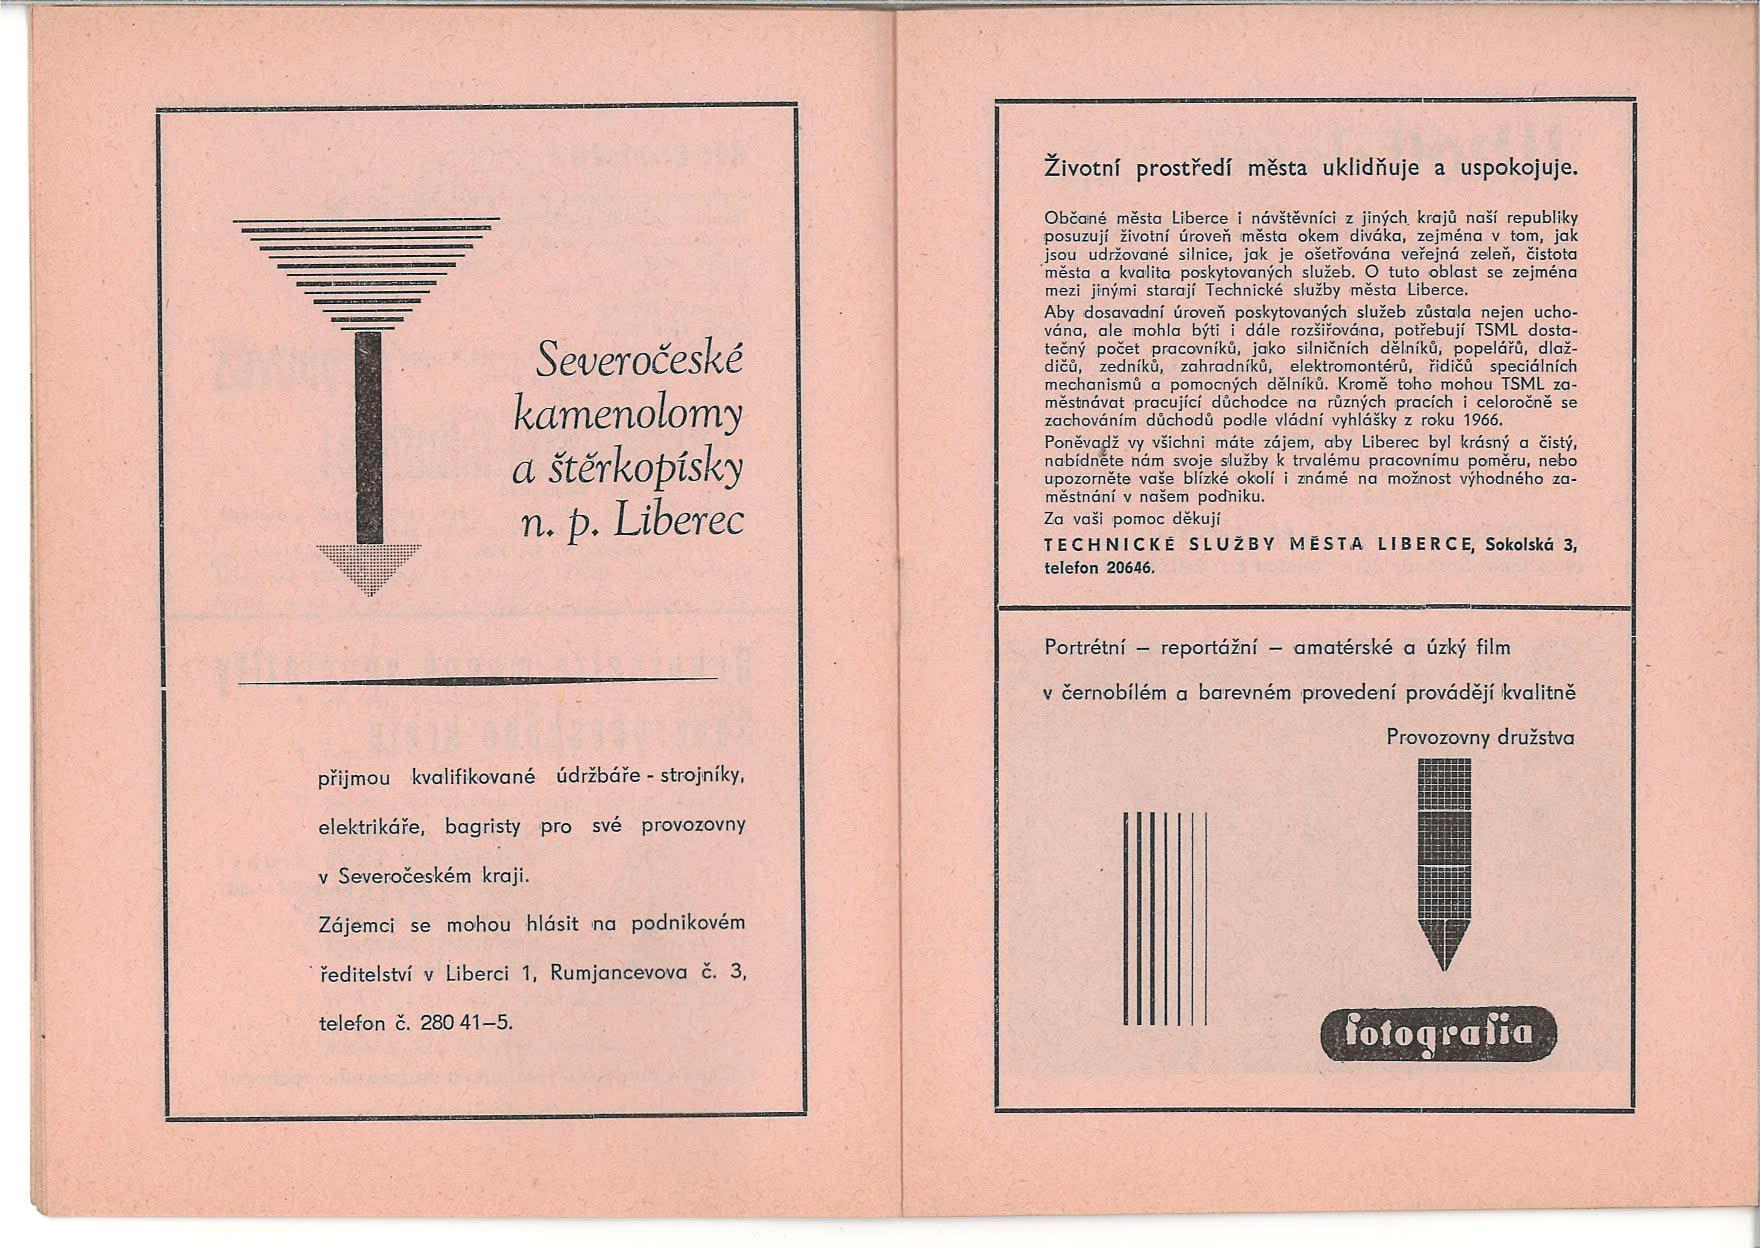 Severočeské
kamenolomy
a štěrkopísky
n. p. Liberec
přijmou kvalifikované údržbáře - strojníky,
elektrikáře, bagristy pro své provozovny
v Severočeském kraji.
Zájemci se mohou hlásit na podnikovém
ředitelství v Liberci 1, Rumjancevova č. 3,
telefon č. 280 41–5.
Životní prostředí města uklidňuje a uspokojuje.
Občané města Liberce i návštěvníci z jiných krajů naší republiky
posuzují životní úroveň města okem diváka, zejména v tom, jak
jsou udržované silnice, jak je ošetřována veřejná zeleň, čistota
města a kvalita poskytovaných služeb. O tuto oblast se zejména
mezi jinými starají Technické služby města Liberce.
Aby dosavadní úroveň poskytovaných služeb zůstala nejen ucho-
vána, ale mohla býti i dále rozšiřována, potřebují TSML dosta-
tečný počet pracovníků, jako silničních dělníků, popelářů, dlaž-
dičů, zedníků, zahradníků, elektromontérů, řidičů speciálních
mechanismů a pomocných dělníků. Kromě toho mohou TSML za-
městnávat pracující důchodce na různých pracích i celoročně se
zachováním důchodů podle vládní vyhlášky z roku 1966.
Poněvadž vy všichni máte zájem, aby Liberec byl krásný a čistý,
nabídněte nám svoje služby k trvalému pracovnímu poměru, nebo
upozorněte vaše blízké okolí i známé na možnost výhodného za-
městnání v našem podniku.
Za vaši pomoc děkují
TECHNICKÉ SLUŽBY MĚSTA LIBERCE, Sokolská 3,
telefon 20646.
Portrétní – reportážní – amatérské a úzký film
v černobílém a barevném provedení provádějí kvalitně
Provozovny družstva
fotografia